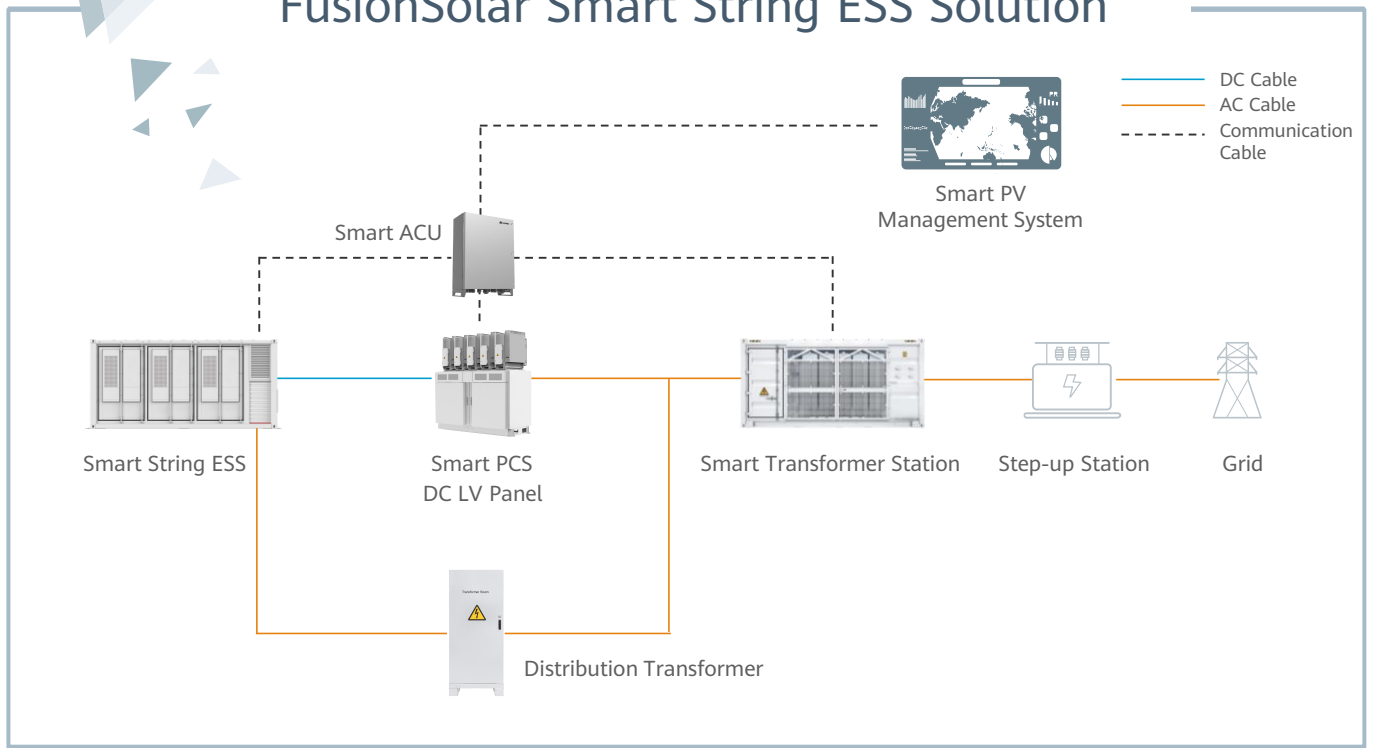 FusionSolar Smart String ESS Solution
DC Cable
AC Cable
Communication
Cable
Smart PV
Management System
Smart ACU
Smart String ESS
Smart PCS
DC LV Panel
Smart Transformer Station
Step-up Station
Grid
Distribution Transformer